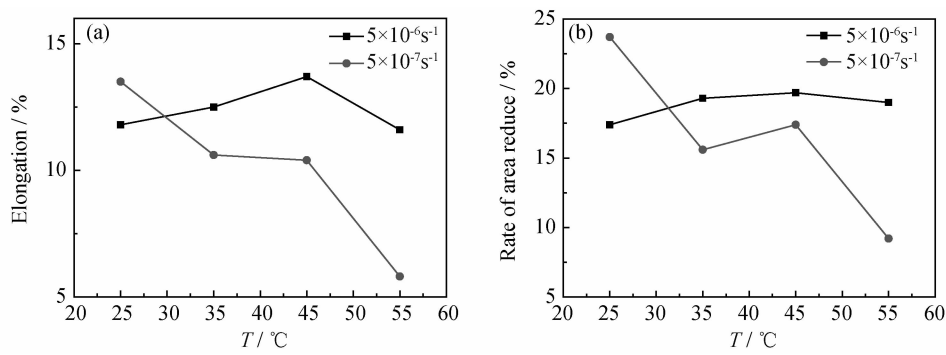 (a)
5×10⁻⁶s⁻¹
5×10⁻⁷s⁻¹
15
10
5
Elongation / %
20 25 30 35 40 45 50 55 60
T / ℃
(b)
5×10⁻⁶s⁻¹
5×10⁻⁷s⁻¹
25
20
15
10
5
Rate of area reduce / %
20 25 30 35 40 45 50 55 60
T / ℃